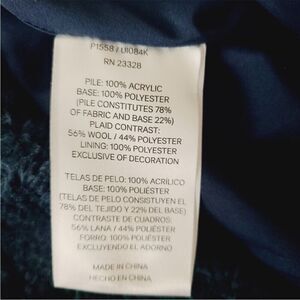 P1558 / UI084K
RN 23328
PILE: 100% ACRYLIC
BASE: 100% POLYESTER
(PILE CONSTITUTES 78%
OF FABRIC AND BASE 22%)
PLAID CONTRAST:
56% WOOL / 44% POLYESTER
LINING: 100% POLYESTER
EXCLUSIVE OF DECORATION
TELAS DE PELO: 100% ACRÍLICO
BASE: 100% POLIÉSTER
(TELAS DE PELO CONSISTUYEN EL
78% DEL TEJIDO Y 22% DEL BASE)
CONTRASTE DE CUADROS:
56% LANA / 44% POLIÉSTER
FORRO: 100% POLIÉSTER
EXCLUYENDO EL ADORNO
MADE IN CHINA
HECHO EN CHINA